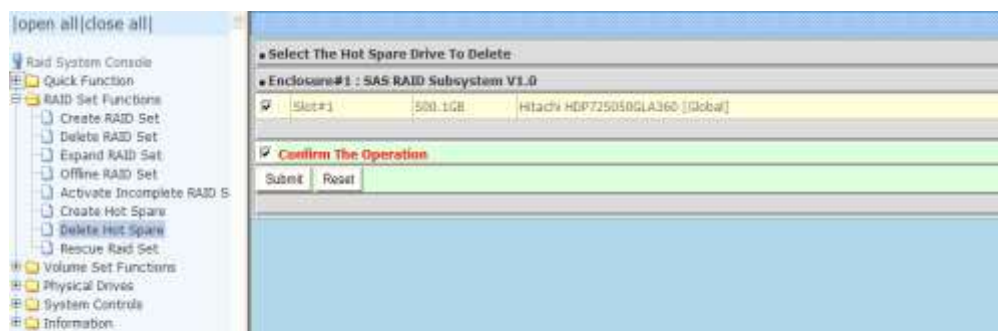 |open all|close all|
Raid System Console
Quick Function
RAID Set Functions
Create RAID Set
Delete RAID Set
Expand RAID Set
Offline RAID Set
Activate Incomplete RAID S
Create Hot Spare
Delete Hot Spare
Rescue Raid Set
Volume Set Functions
Physical Drives
System Controls
Information
Select The Hot Spare Drive To Delete
Enclosure#1 : SAS RAID Subsystem V1.0
Slot#1 500.1GB Hitachi HDP725050GLA360 [Global]
Confirm The Operation
Submit Reset